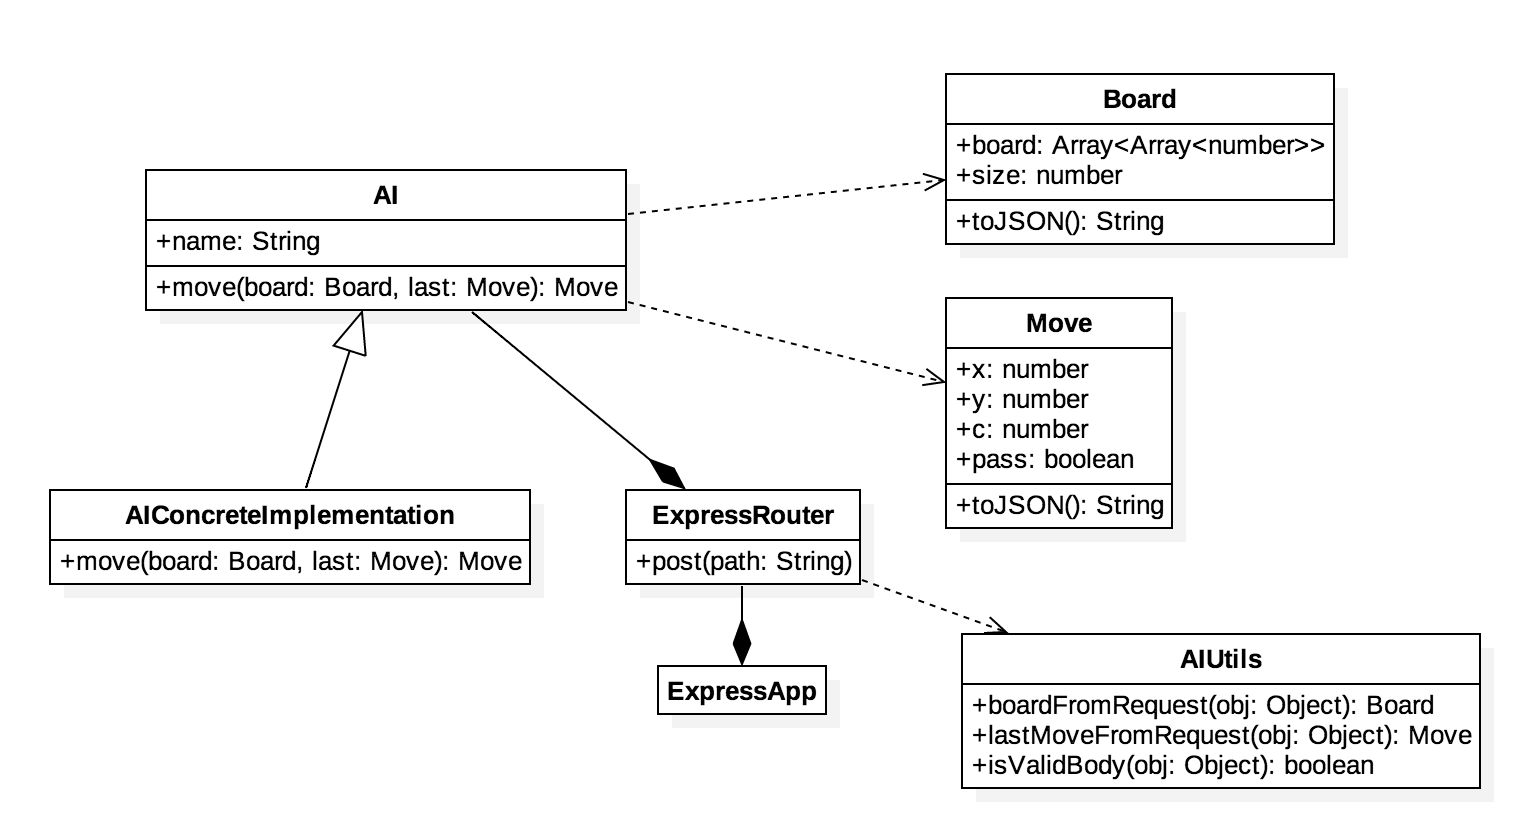 AI
+name: String
+move(board: Board, last: Move): Move
Board
+board: Array<Array<number>>
+size: number
+toJSON(): String
Move
+x: number
+y: number
+c: number
+pass: boolean
+toJSON(): String
AIConcreteImplementation
+move(board: Board, last: Move): Move
ExpressRouter
+post(path: String)
ExpressApp
AIUtils
+boardFromRequest(obj: Object): Board
+lastMoveFromRequest(obj: Object): Move
+isValidBody(obj: Object): boolean